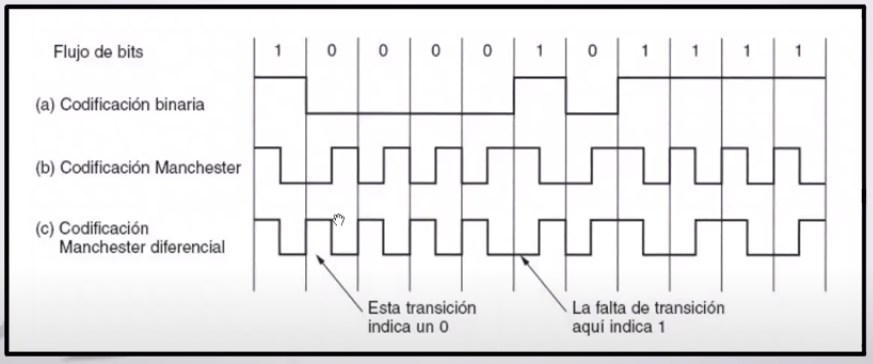 Flujo de bits 1 0 0 0 0 1 0 1 1 1 1
(a) Codificación binaria
(b) Codificación Manchester
(c) Codificación
Manchester diferencial
Esta transición
indica un 0
La falta de transición
aquí indica 1